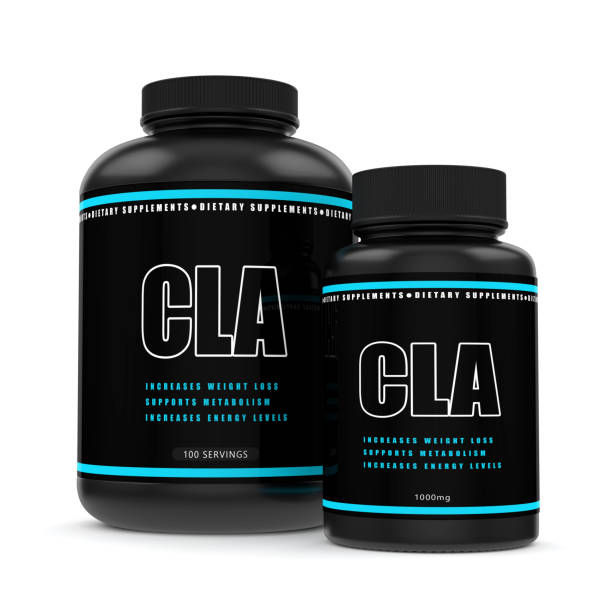 DIETARY SUPPLEMENTS●DIETARY SUPPLEMENTS
CLA
INCREASES WEIGHT LOSS
SUPPORTS METABOLISM
INCREASES ENERGY LEVELS
100 SERVINGS
DIETARY SUPPLEMENTS●DIETARY SUPPLEMENTS
CLA
INCREASES WEIGHT LOSS
SUPPORTS METABOLISM
INCREASES ENERGY LEVELS
1000mg